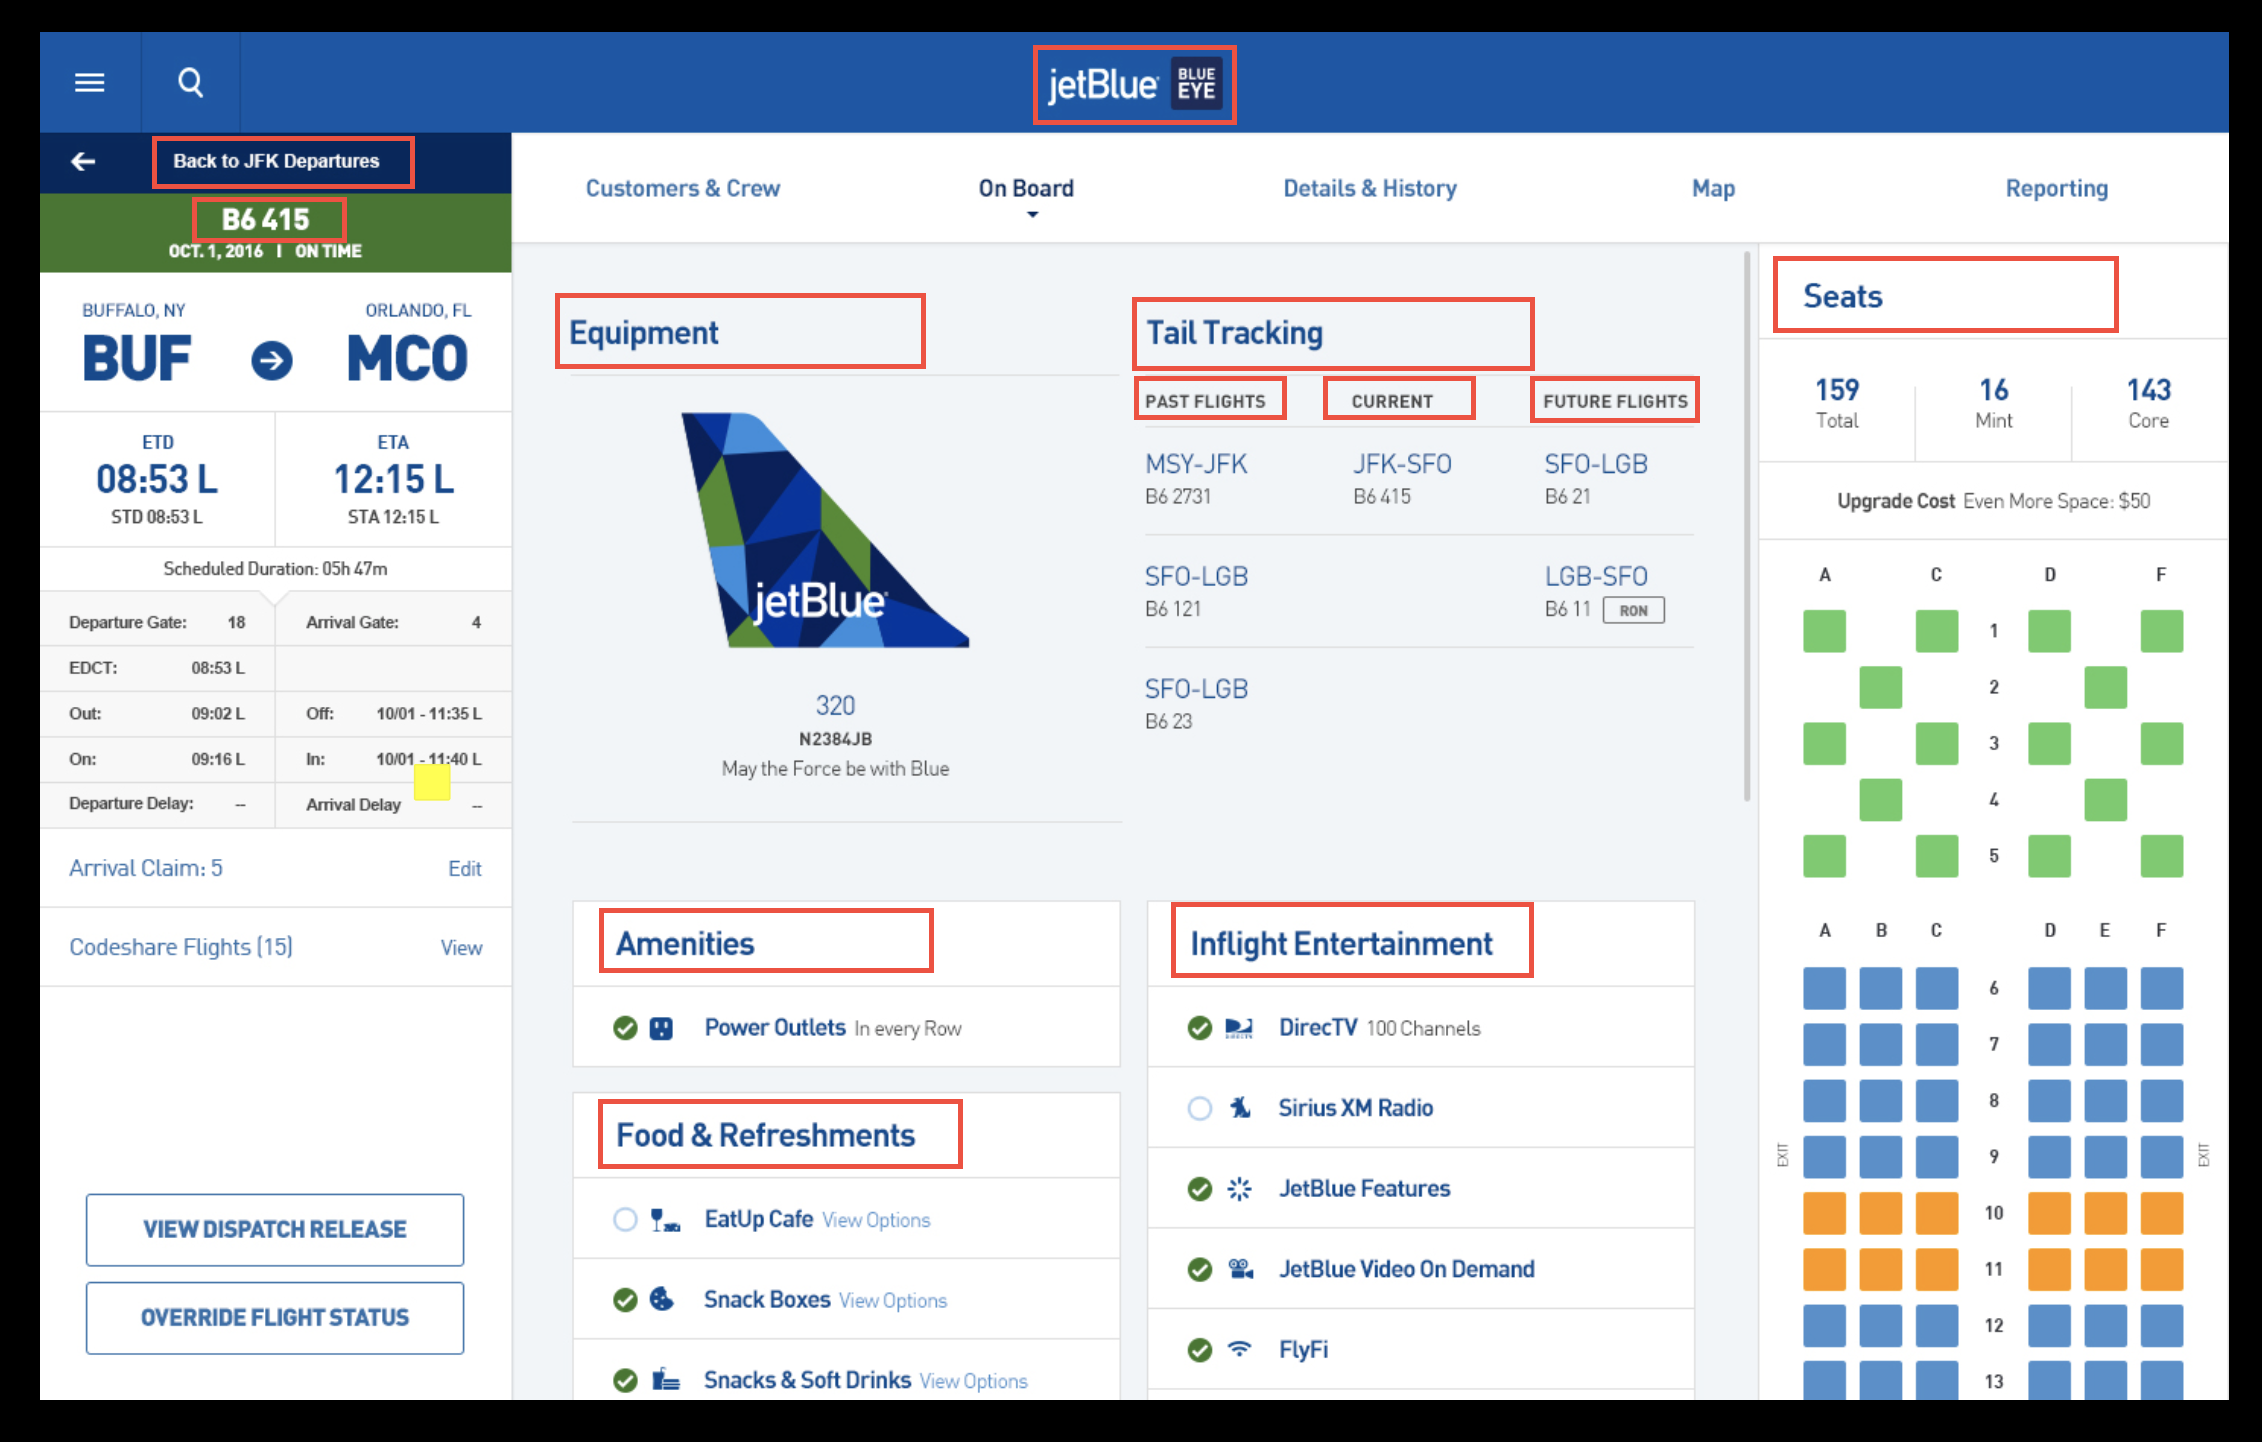 jetBlue BLUE EYE
Back to JFK Departures
B6 415
OCT. 1, 2016 | ON TIME
BUFFALO, NY ORLANDO, FL
BUF MCO
ETD ETA
08:53 L 12:15 L
STD 08:53 L STA 12:15 L
Scheduled Duration: 05h 47m
Departure Gate: 18 Arrival Gate: 4
EDCT: 08:53 L
Out: 09:02 L Off: 10/01 - 11:35 L
On: 09:16 L In: 10/01 - 11:40 L
Departure Delay: -- Arrival Delay --
Arrival Claim: 5 Edit
Codeshare Flights (15) View
VIEW DISPATCH RELEASE
OVERRIDE FLIGHT STATUS
Customers & Crew On Board Details & History Map Reporting
Equipment
jetBlue
320
N2384JB
May the Force be with Blue
Tail Tracking
PAST FLIGHTS CURRENT FUTURE FLIGHTS
MSY-JFK JFK-SFO SFO-LGB
B6 2731 B6 415 B6 21
SFO-LGB LGB-SFO
B6 121 B6 11 RON
SFO-LGB
B6 23
Amenities
Power Outlets In every Row
Food & Refreshments
EatUp Cafe View Options
Snack Boxes View Options
Snacks & Soft Drinks View Options
Inflight Entertainment
DIRECTV DirecTV 100 Channels
Sirius XM Radio
JetBlue Features
JetBlue Video On Demand
FlyFi
Seats
159 16 143
Total Mint Core
Upgrade Cost Even More Space: $50
A C D F
1
2
3
4
5
A B C D E F
6
7
8
EXIT 9 EXIT
10
11
12
13